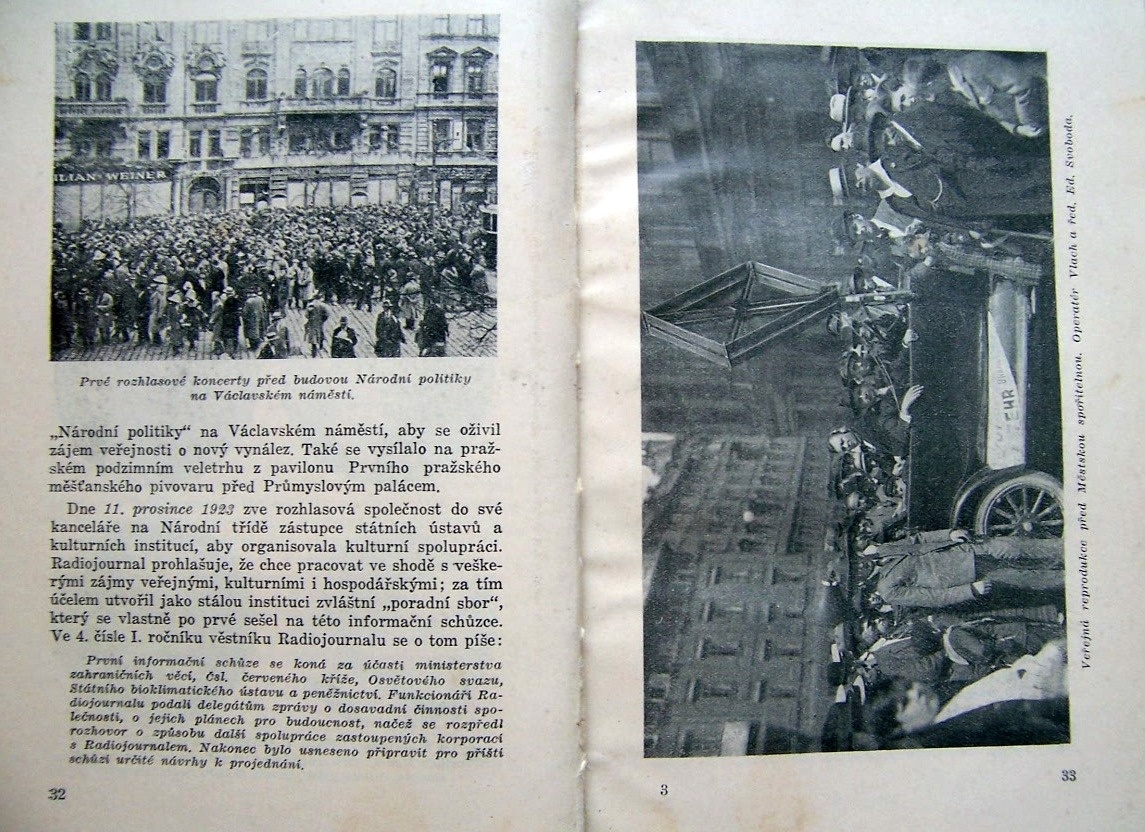 ILIAN WEINER
Prvé rozhlasové koncerty před budovou Národní politiky
na Václavském náměstí.
„Národní politiky“ na Václavském náměstí, aby se oživil
zájem veřejnosti o nový vynález. Také se vysílalo na praž-
ském podzimním veletrhu z pavilonu Prvního pražského
měšťanského pivovaru před Průmyslovým palácem.
Dne 11. prosince 1923 zve rozhlasová společnost do své
kanceláře na Národní třídě zástupce státních ústavů a
kulturních institucí, aby organisovala kulturní spolupráci.
Radiojournal prohlašuje, že chce pracovat ve shodě s veške-
rými zájmy veřejnými, kulturními i hospodářskými; za tím
účelem utvořil jako stálou instituci zvláštní „poradní sbor“,
který se vlastně po prvé sešel na této informační schůzce.
Ve 4. čísle I. ročníku věstníku Radiojournalu se o tom píše:
První informační schůze se koná za účasti ministerstva
zahraničních věcí, Čsl. červeného kříže, Osvětového svazu,
Státního bioklimatického ústavu a peněžnictví. Funkcionáři Ra-
diojournalu podali delegátům zprávy o dosavadní činnosti spo-
lečnosti, o jejich plánech pro budoucnost, načež se rozpředl
rozhovor o způsobu další spolupráce zastoupených korporací
s Radiojournalem. Nakonec bylo usneseno připravit pro příští
schůzi určité návrhy k projednání.
32
Veřejná reprodukce před Městskou spořitelnou. Operatér Vlach a řed. Ed. Svoboda.
3
33